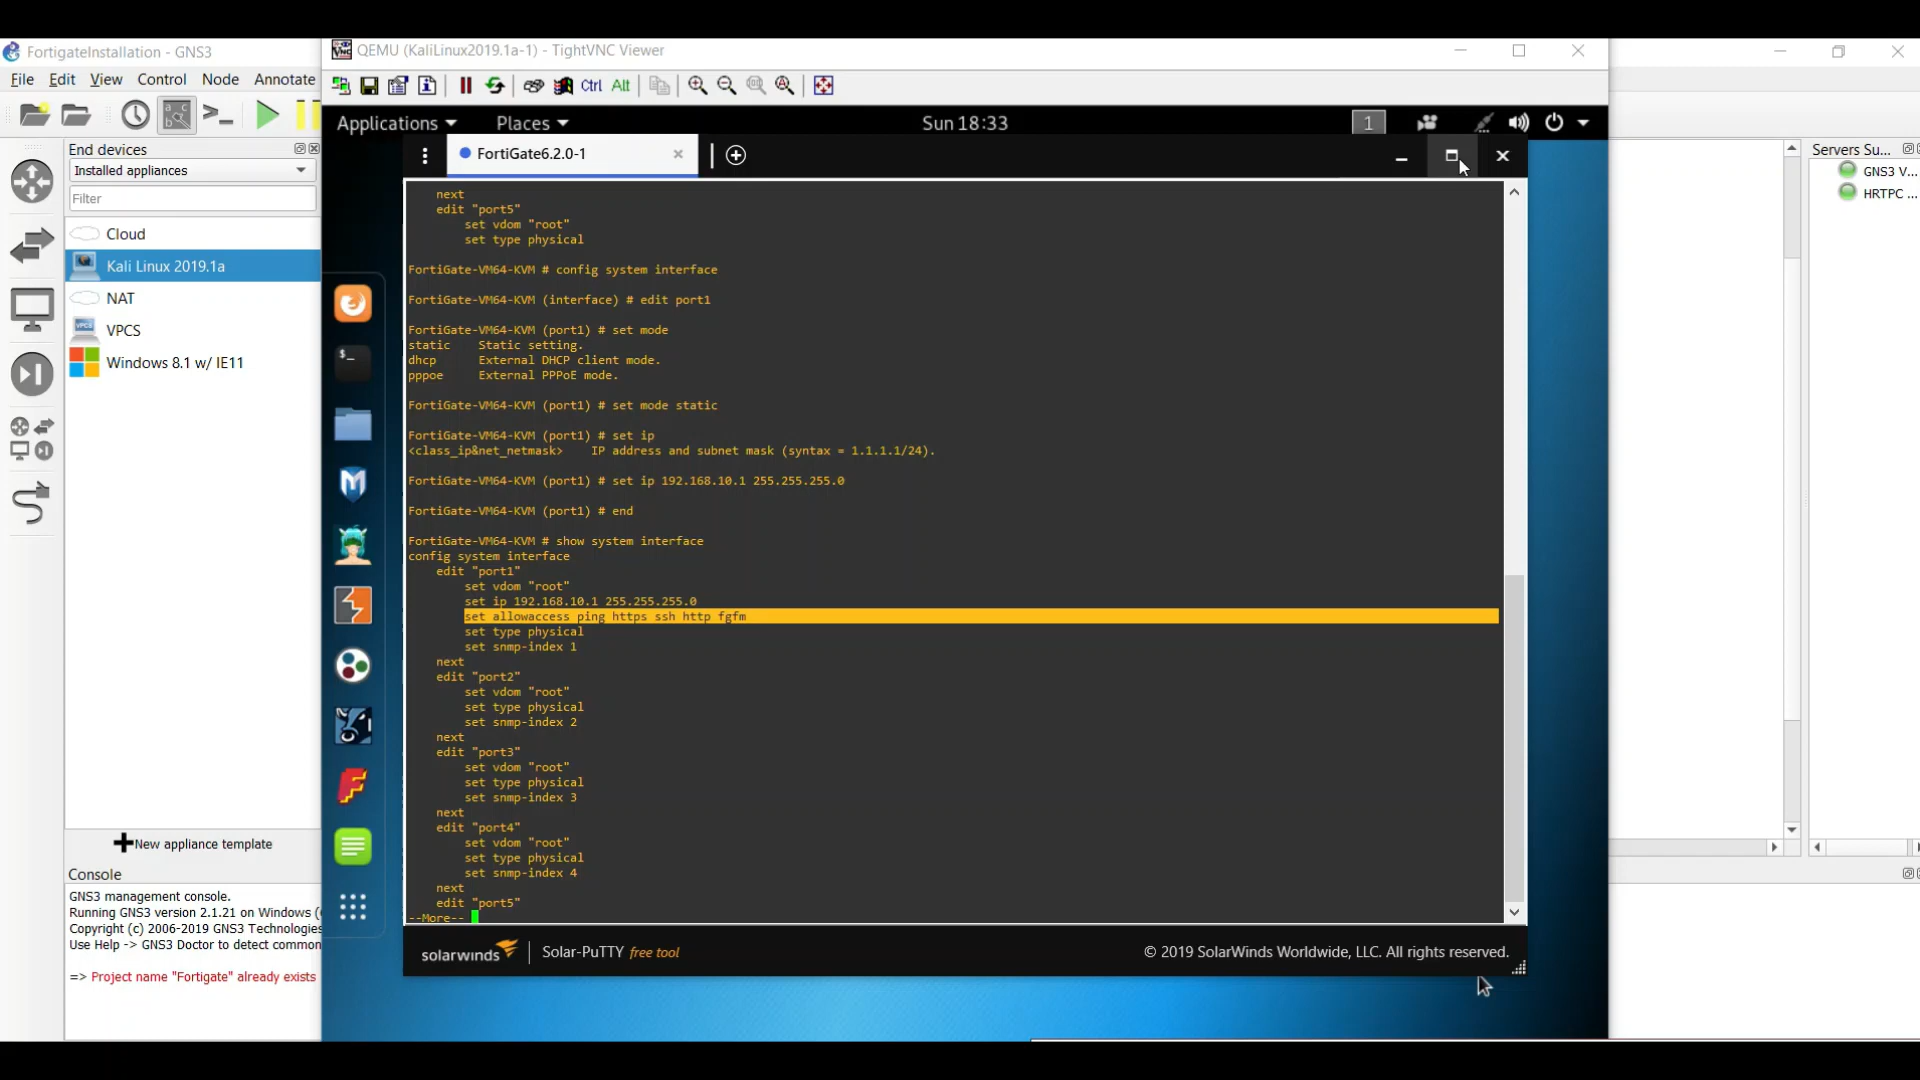 FortigateInstallation - GNS3
QEMU (KaliLinux2019.1a-1) - TightVNC Viewer
File Edit View Control Node Annotate
Ctrl Alt
Applications Places Sun 18:33 1
End devices
Installed appliances
Filter
Cloud
Kali Linux 2019.1a
NAT
VPCS
Windows 8.1 w/ IE11
New appliance template
Console
GNS3 management console.
Running GNS3 version 2.1.21 on Windows (
Copyright (c) 2006-2019 GNS3 Technologies
Use Help -> GNS3 Doctor to detect common
=> Project name "Fortigate" already exists
FortiGate6.2.0-1
next
edit "port5"
set vdom "root"
set type physical
FortiGate-VM64-KVM # config system interface
FortiGate-VM64-KVM (interface) # edit port1
FortiGate-VM64-KVM (port1) # set mode
static Static setting.
dhcp External DHCP client mode.
pppoe External PPPoE mode.
FortiGate-VM64-KVM (port1) # set mode static
FortiGate-VM64-KVM (port1) # set ip
<class_ip&net_netmask> IP address and subnet mask (syntax = 1.1.1.1/24).
FortiGate-VM64-KVM (port1) # set ip 192.168.10.1 255.255.255.0
FortiGate-VM64-KVM (port1) # end
FortiGate-VM64-KVM # show system interface
config system interface
edit "port1"
set vdom "root"
set ip 192.168.10.1 255.255.255.0
set allowaccess ping https ssh http fgfm
set type physical
set snmp-index 1
next
edit "port2"
set vdom "root"
set type physical
set snmp-index 2
next
edit "port3"
set vdom "root"
set type physical
set snmp-index 3
next
edit "port4"
set vdom "root"
set type physical
set snmp-index 4
next
edit "port5"
--More--
solarwinds Solar-PuTTY free tool
© 2019 SolarWinds Worldwide, LLC. All rights reserved.
Servers Su...
GNS3 V...
HRTPC ...